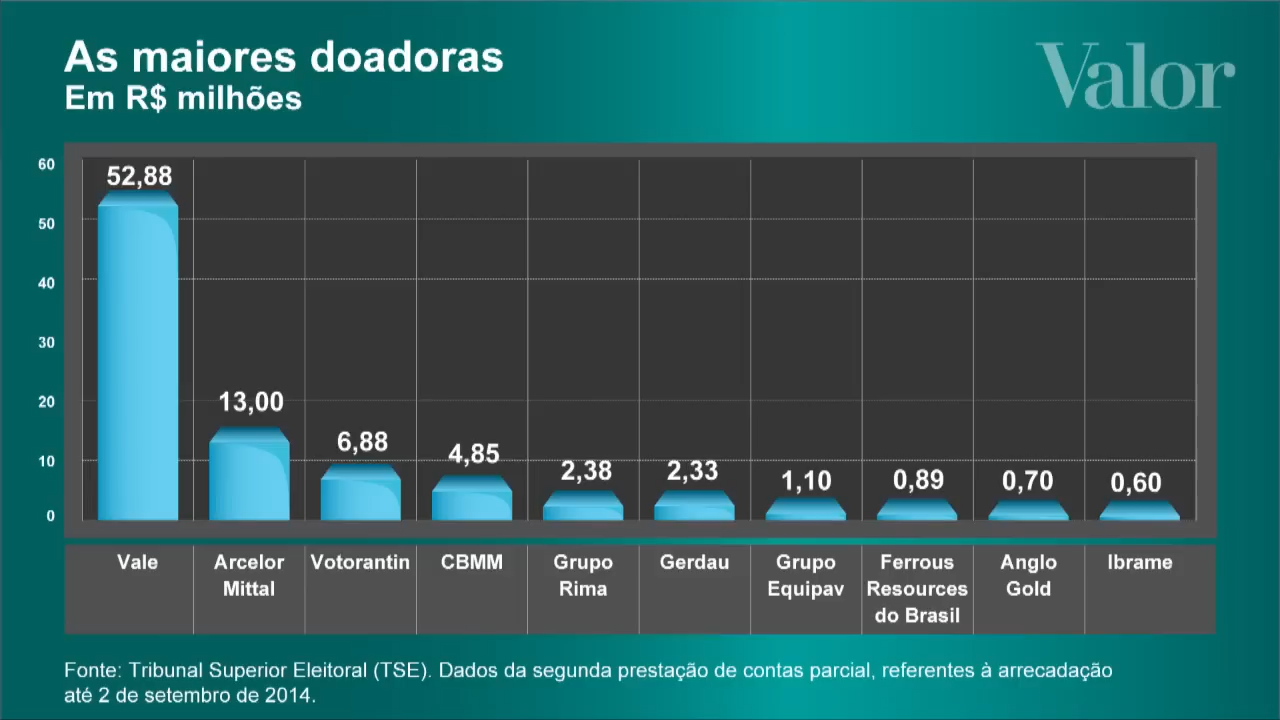 As maiores doadoras
Em R$ milhões
Valor
60
50
40
30
20
10
0
52,88
13,00
6,88
4,85
2,38
2,33
1,10
0,89
0,70
0,60
Vale
Arcelor
Mittal
Votorantin
CBMM
Grupo
Rima
Gerdau
Grupo
Equipav
Ferrous
Resources
do Brasil
Anglo
Gold
Ibrame
Fonte: Tribunal Superior Eleitoral (TSE). Dados da segunda prestação de contas parcial, referentes à arrecadação
até 2 de setembro de 2014.